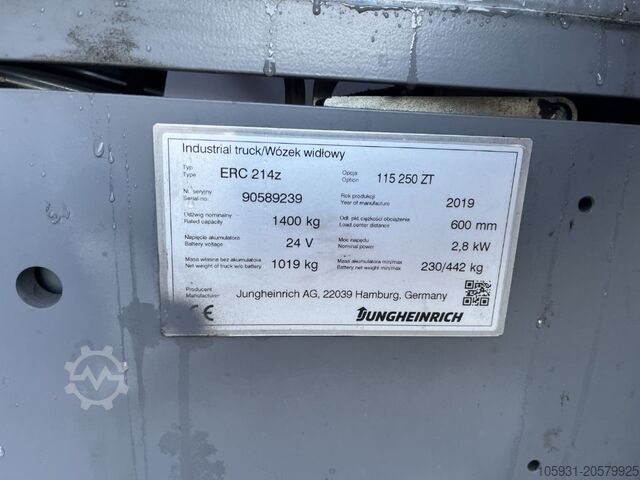 Industrial truck/Wózek widłowy
Typ
Type ERC 214z
Opcja
Option 115 250 ZT
Nr. seryjny
Serial-no. 90589239
Rok produkcji
Year of manufacture 2019
Udźwig nominalny
Rated capacity 1400 kg
Odl. pkt. ciężkości obciążenia
Load center distance 600 mm
Napięcie akumulatora
Battery voltage 24 V
Moc napędu
Nominal power 2,8 kW
Masa własna bez akumulatora
Net weight of truck w/o battery 1019 kg
Masa akumulatora min/max
Battery net weight min/max 230/442 kg
Producent
Manufacturer Jungheinrich AG, 22039 Hamburg, Germany
CE
JUNGHEINRICH
105931-20579925